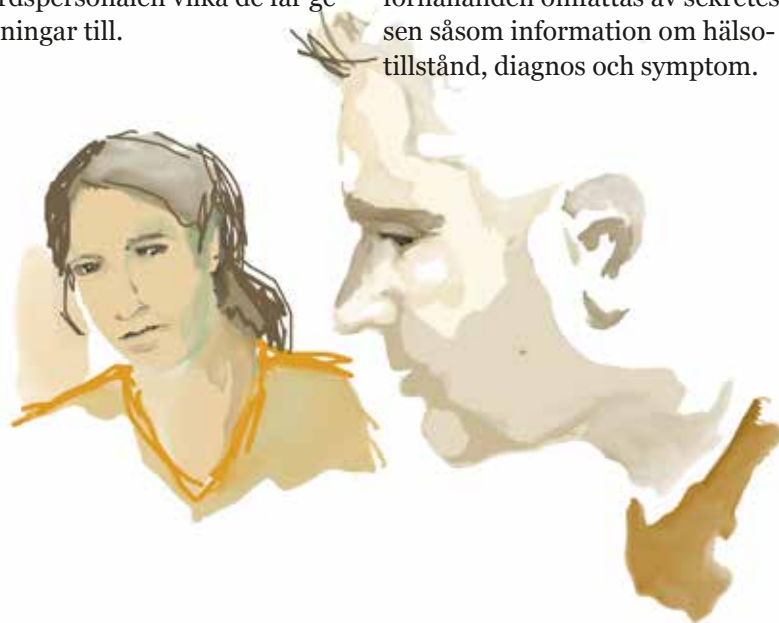 rdspersonalen vilka de får ge
ningar till.
förhållanden omfattas av sekretes
sen såsom information om hälso-
tillstånd, diagnos och symptom.